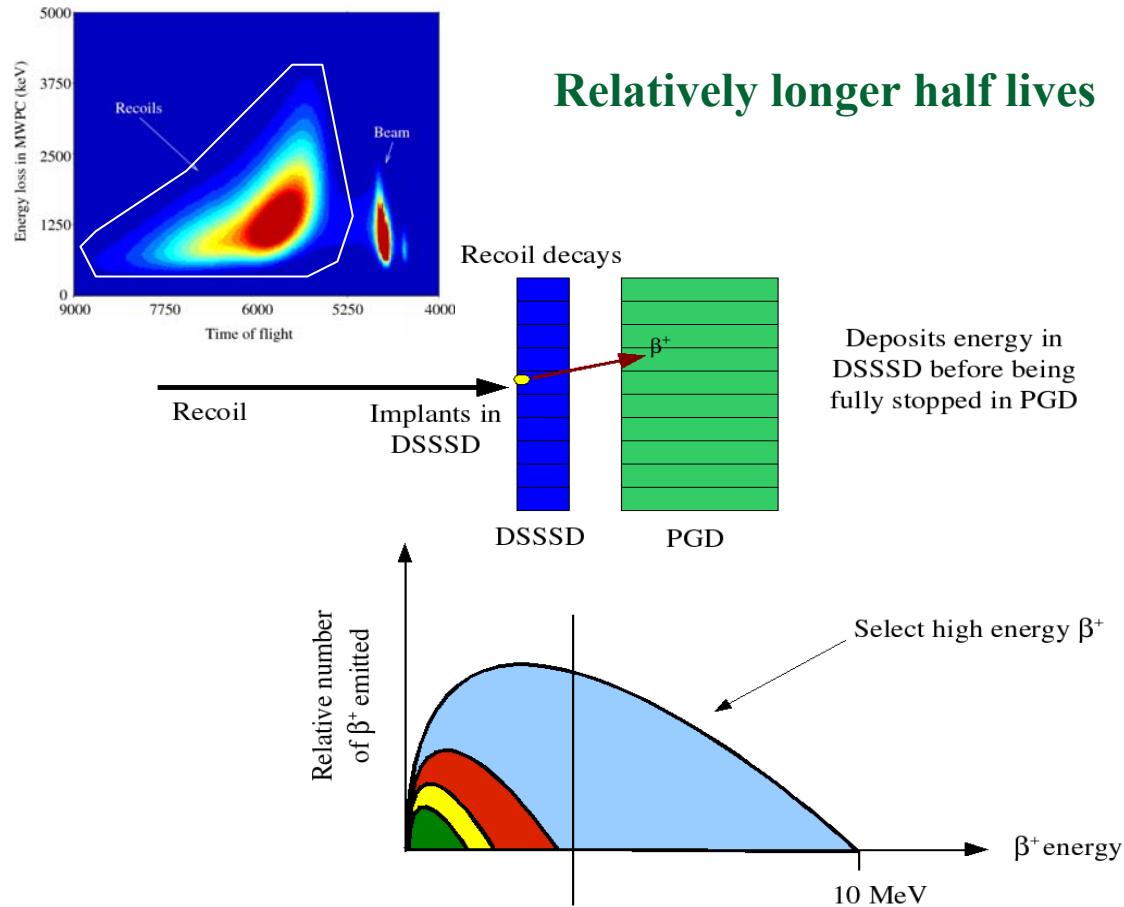 Relatively longer half lives
Energy loss in MWPC (keV)
5000
3750
2500
1250
0
Recoils
Beam
9000
7750
6000
5250
4000
Time of flight
Recoil decays
β+
Recoil
Implants in
DSSSD
Deposits energy in
DSSSD before being
fully stopped in PGD
DSSSD
PGD
Relative number
of β+ emitted
Select high energy β+
β+ energy
10 MeV